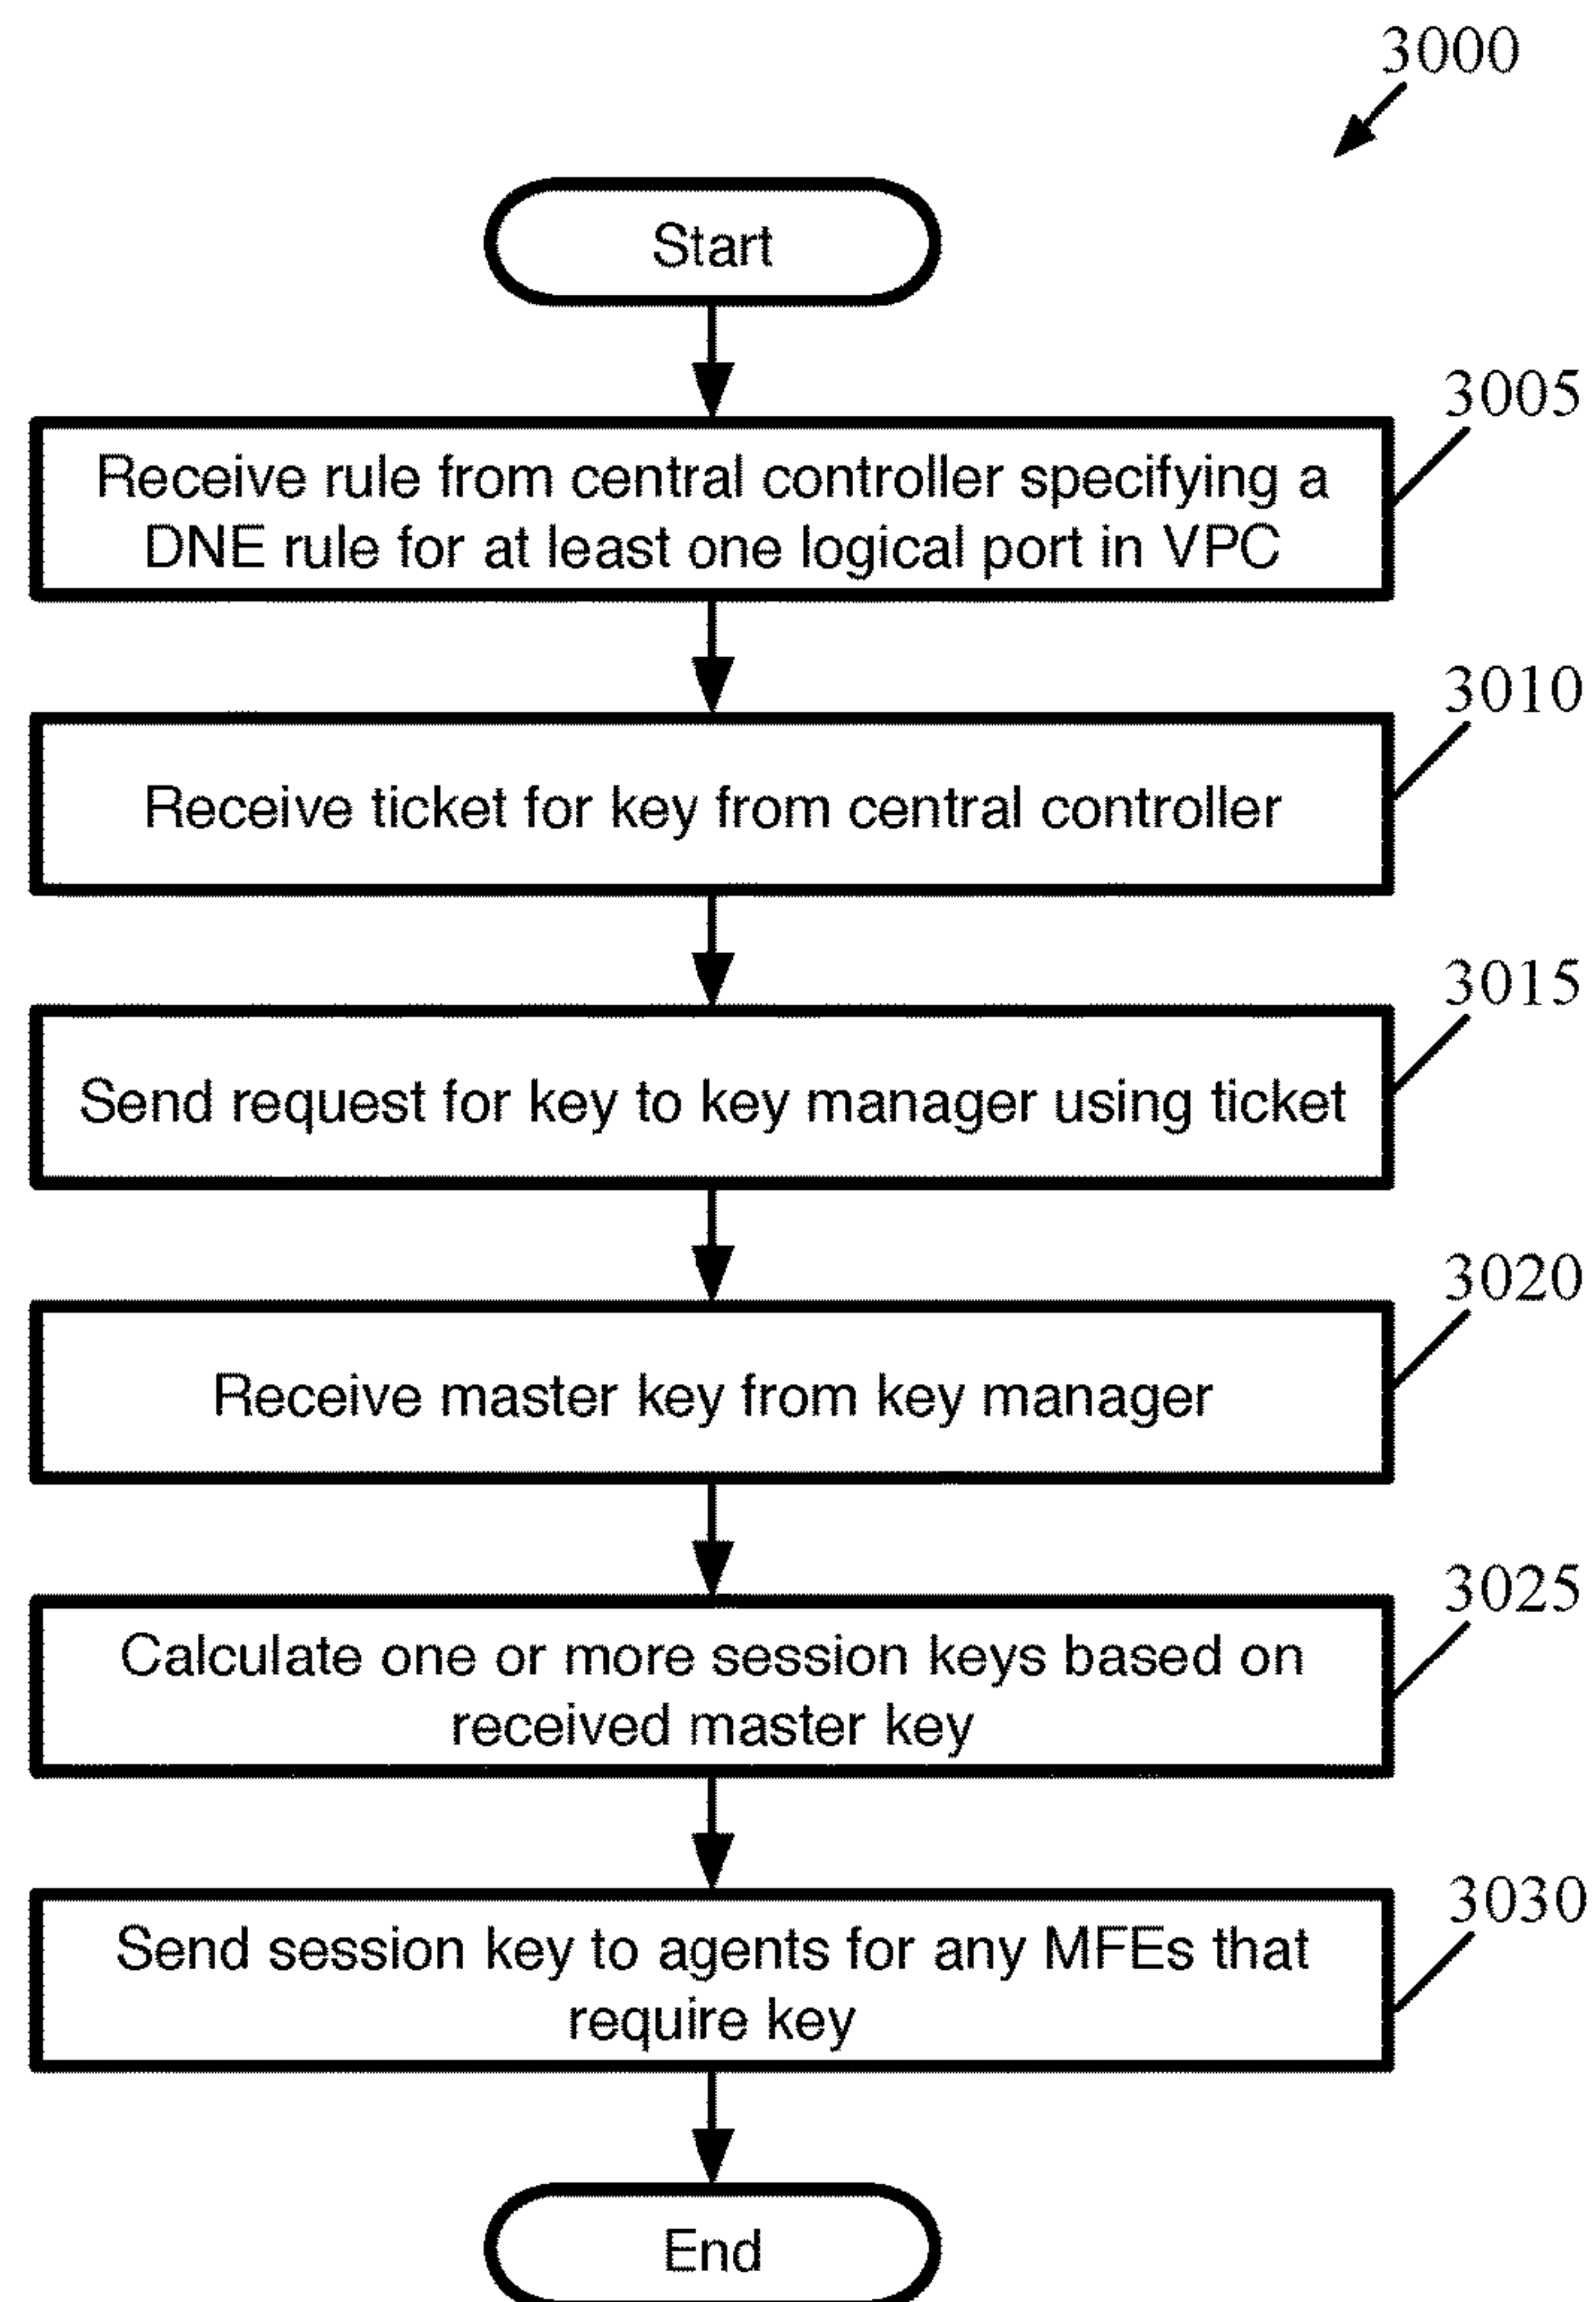 3000
Start
3005
Receive rule from central controller specifying a
DNE rule for at least one logical port in VPC
3010
Receive ticket for key from central controller
3015
Send request for key to key manager using ticket
3020
Receive master key from key manager
3025
Calculate one or more session keys based on
received master key
3030
Send session key to agents for any MFEs that
require key
End